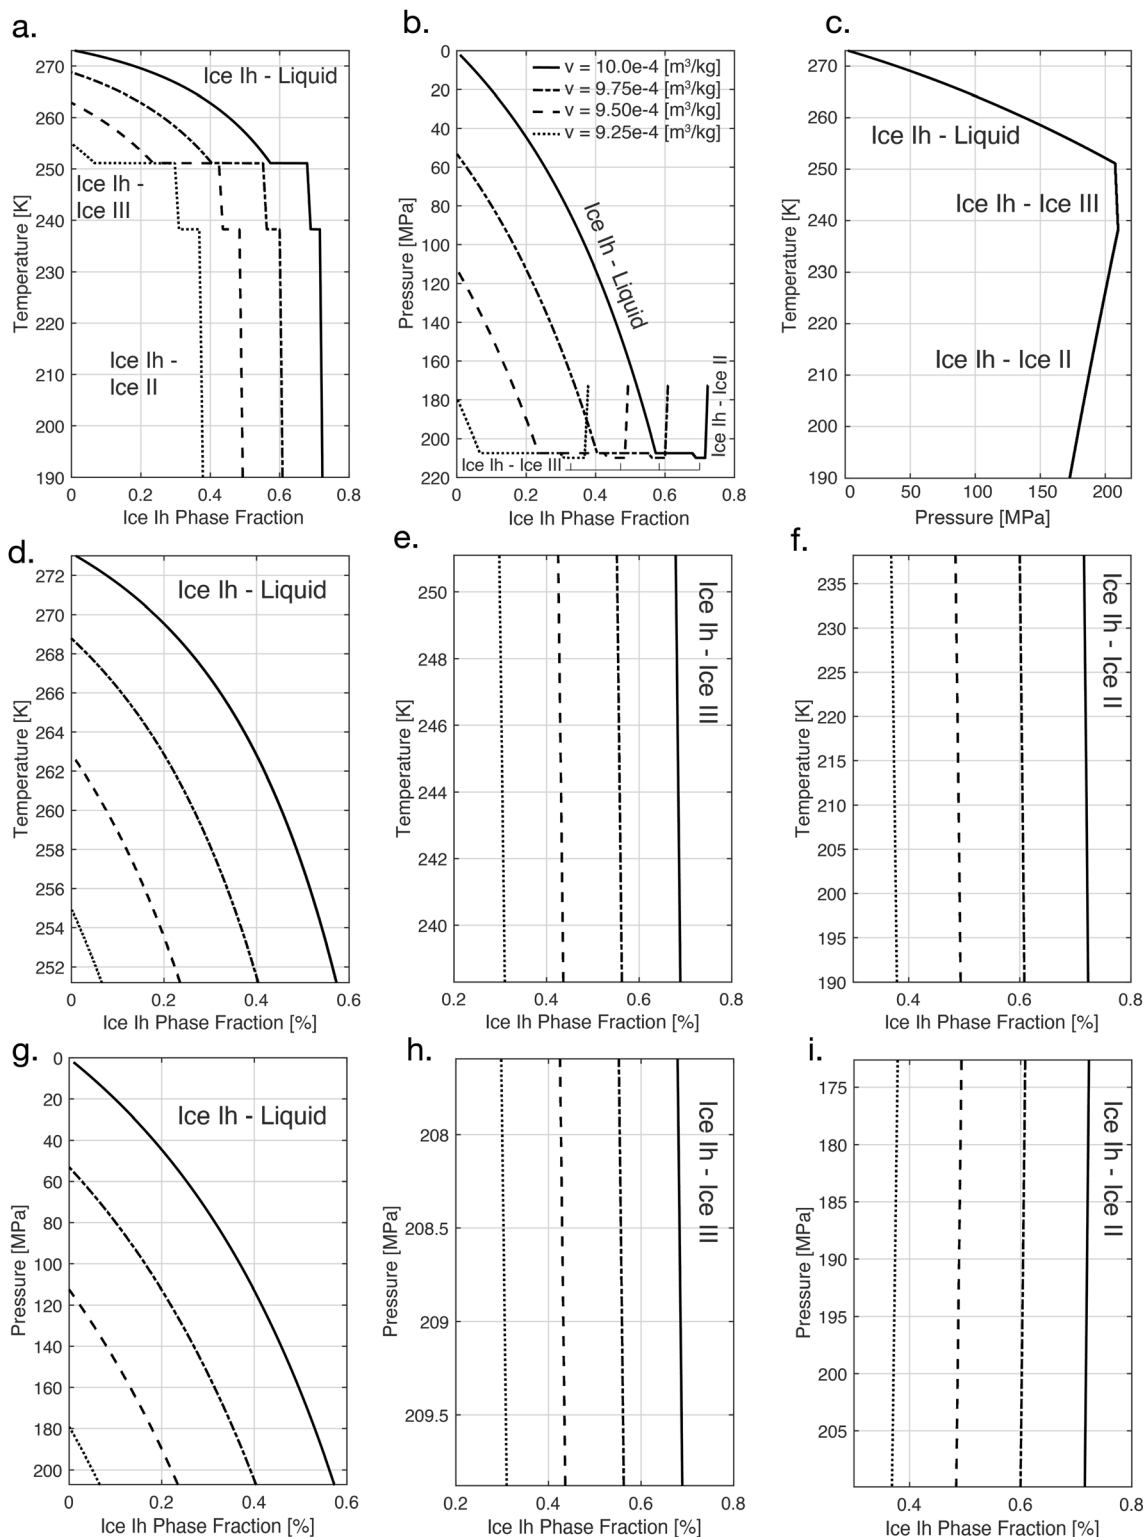 a.
270
260
250
240
230
220
210
200
190
Temperature [K]
0
0.2
0.4
0.6
0.8
Ice Ih Phase Fraction
Ice Ih - Liquid
Ice Ih -
Ice III
Ice Ih -
Ice II
b.
0
20
40
60
80
100
120
140
160
180
200
220
Pressure [MPa]
0
0.2
0.4
0.6
0.8
Ice Ih Phase Fraction
v = 10.0e-4 [m³/kg]
v = 9.75e-4 [m³/kg]
v = 9.50e-4 [m³/kg]
v = 9.25e-4 [m³/kg]
Ice Ih - Liquid
Ice Ih - Ice II
Ice Ih - Ice III
c.
270
260
250
240
230
220
210
200
190
Temperature [K]
0
50
100
150
200
Pressure [MPa]
Ice Ih - Liquid
Ice Ih - Ice III
Ice Ih - Ice II
d.
272
270
268
266
264
262
260
258
256
254
252
Temperature [K]
0
0.2
0.4
0.6
Ice Ih Phase Fraction [%]
Ice Ih - Liquid
e.
250
248
246
244
242
240
Temperature [K]
0.2
0.4
0.6
0.8
Ice Ih Phase Fraction [%]
Ice Ih - Ice III
f.
235
230
225
220
215
210
205
200
195
190
Temperature [K]
0.4
0.6
0.8
Ice Ih Phase Fraction [%]
Ice Ih - Ice II
g.
0
20
40
60
80
100
120
140
160
180
200
Pressure [MPa]
0
0.2
0.4
0.6
Ice Ih Phase Fraction [%]
Ice Ih - Liquid
h.
208
208.5
209
209.5
Pressure [MPa]
0.2
0.4
0.6
0.8
Ice Ih Phase Fraction [%]
Ice Ih - Ice III
i.
175
180
185
190
195
200
205
Pressure [MPa]
0.4
0.6
0.8
Ice Ih Phase Fraction [%]
Ice Ih - Ice II